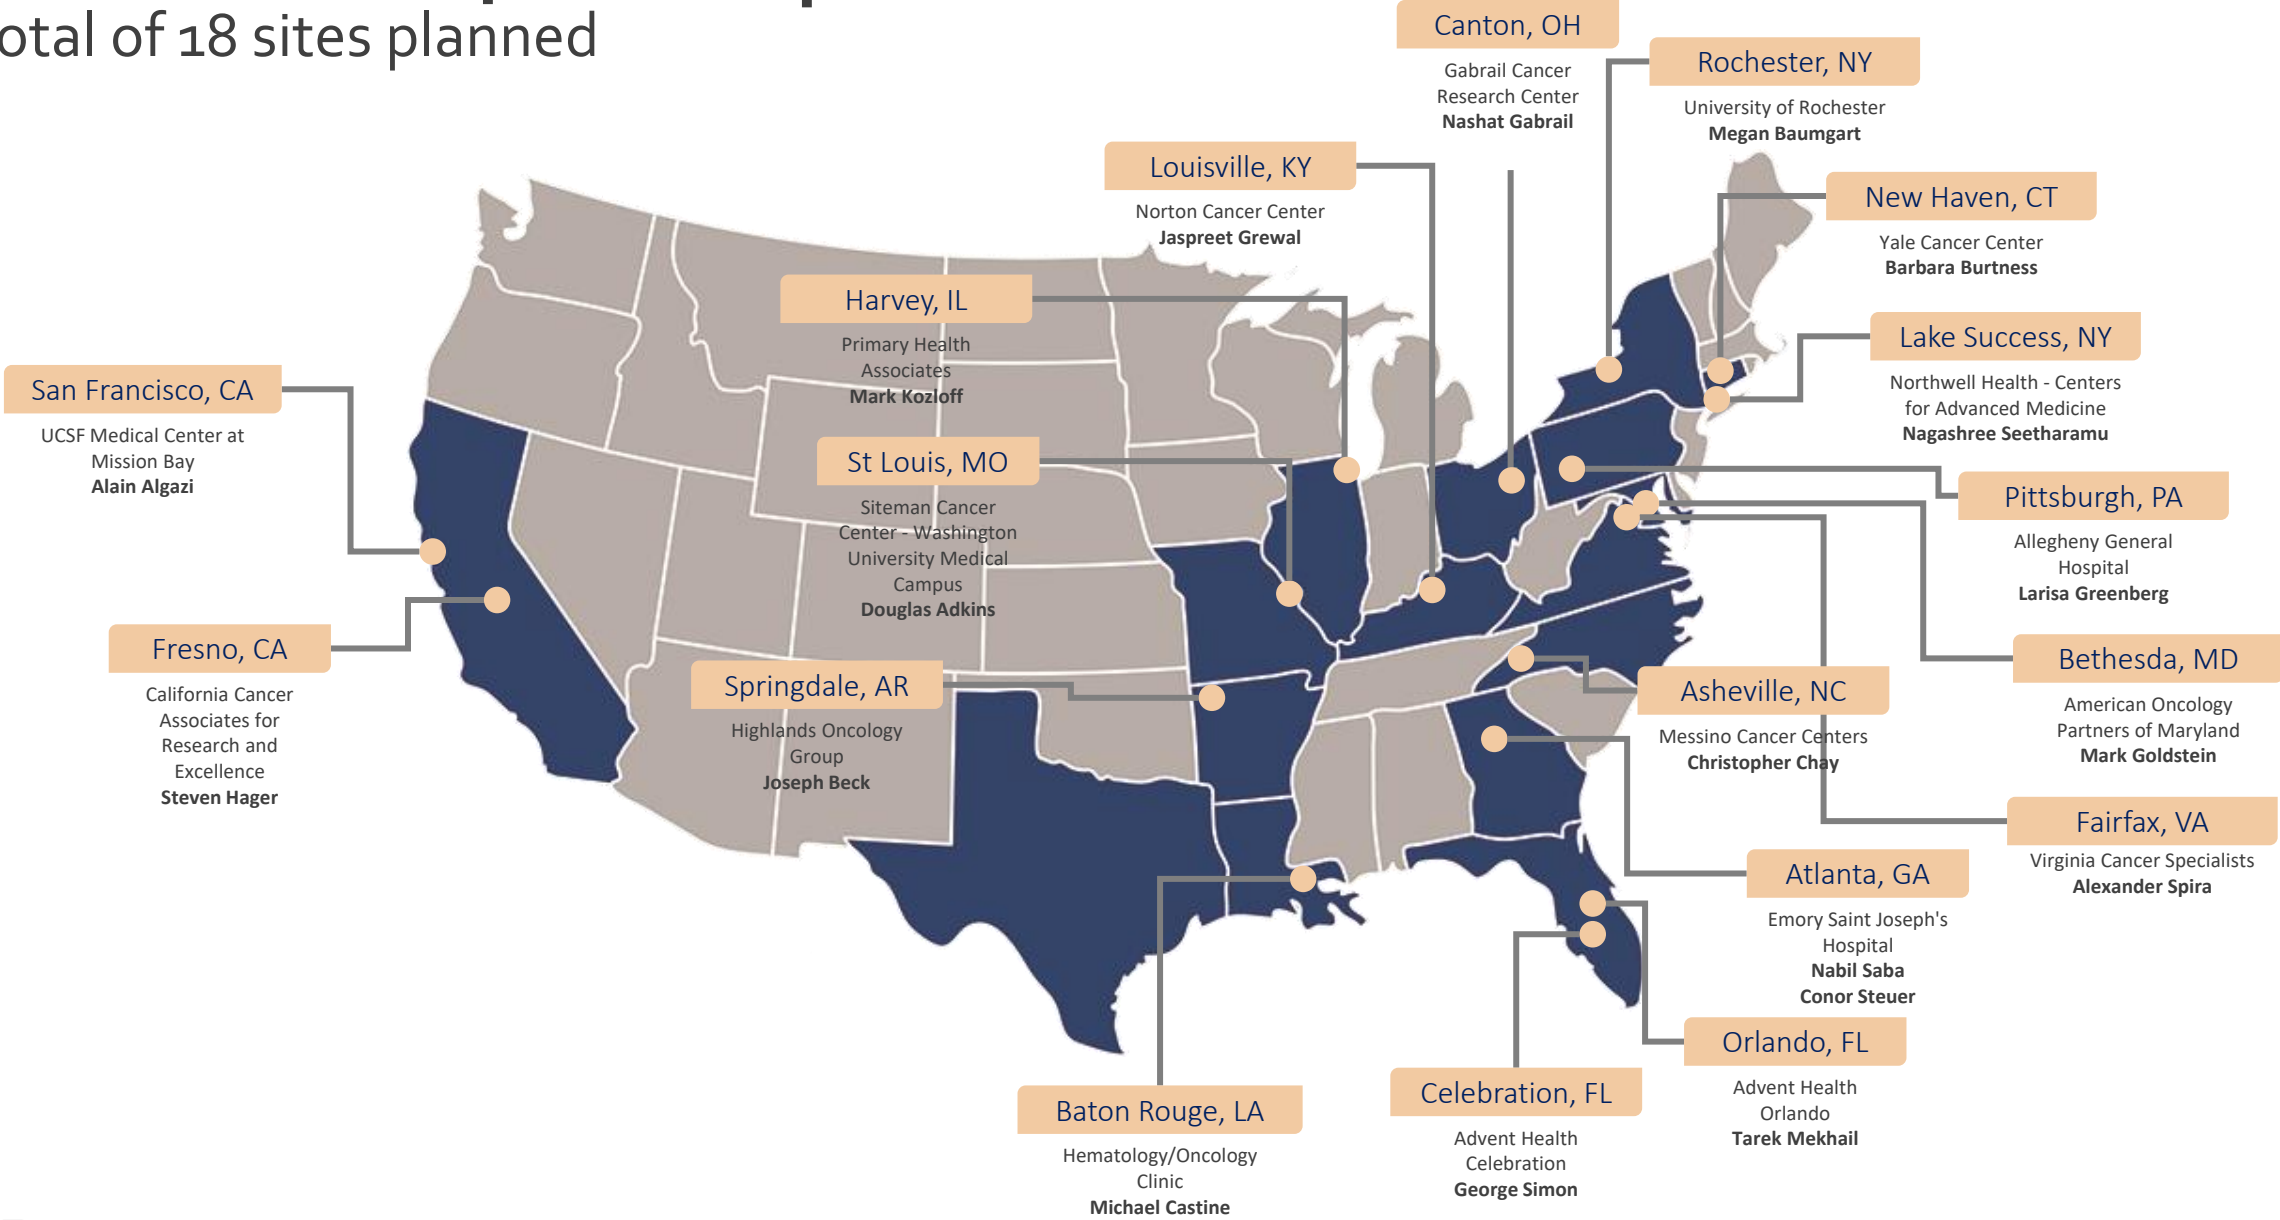 otal of 18 sites planned
Canton, OH
Gabrail Cancer
Research Center
Nashat Gabrail
Rochester, NY
University of Rochester
Megan Baumgart
Louisville, KY
Norton Cancer Center
Jaspreet Grewal
New Haven, CT
Yale Cancer Center
Barbara Burtness
Harvey, IL
Primary Health
Associates
Mark Kozloff
Lake Success, NY
Northwell Health - Centers
for Advanced Medicine
Nagashree Seetharamu
San Francisco, CA
UCSF Medical Center at
Mission Bay
Alain Algazi
St Louis, MO
Siteman Cancer
Center - Washington
University Medical
Campus
Douglas Adkins
Pittsburgh, PA
Allegheny General
Hospital
Larisa Greenberg
Fresno, CA
California Cancer
Associates for
Research and
Excellence
Steven Hager
Springdale, AR
Highlands Oncology
Group
Joseph Beck
Asheville, NC
Messino Cancer Centers
Christopher Chay
Bethesda, MD
American Oncology
Partners of Maryland
Mark Goldstein
Fairfax, VA
Virginia Cancer Specialists
Alexander Spira
Atlanta, GA
Emory Saint Joseph's
Hospital
Nabil Saba
Conor Steuer
Orlando, FL
Advent Health
Orlando
Tarek Mekhail
Celebration, FL
Advent Health
Celebration
George Simon
Baton Rouge, LA
Hematology/Oncology
Clinic
Michael Castine